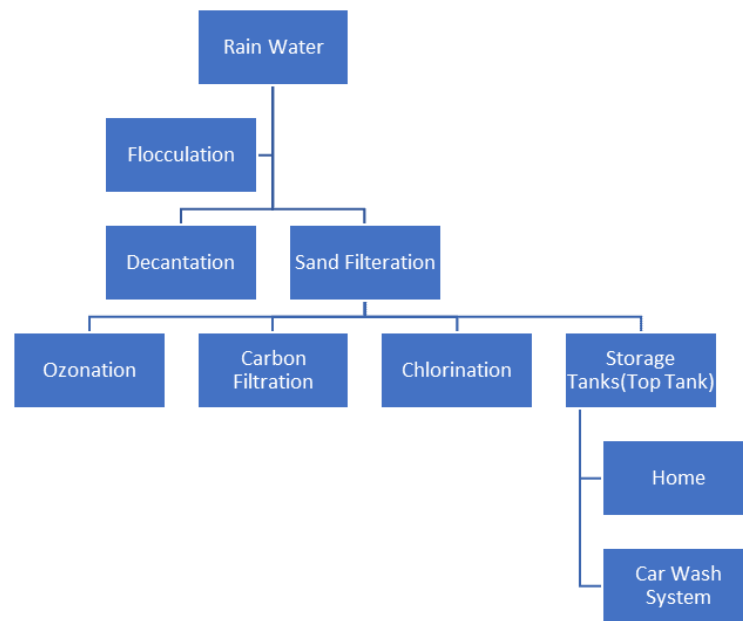 Rain Water
Flocculation
Decantation
Sand Filteration
Ozonation
Carbon
Filtration
Chlorination
Storage
Tanks(Top Tank)
Home
Car Wash
System